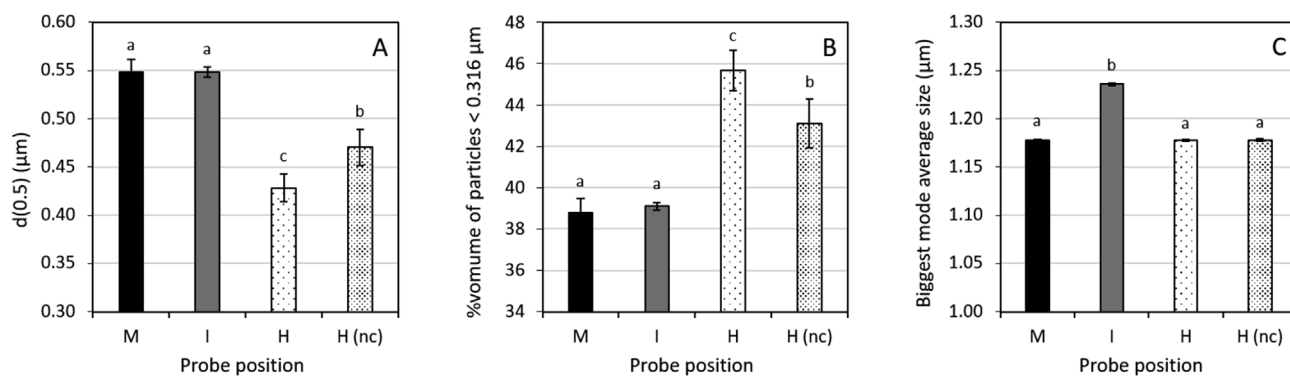 d(0.5) (µm)
0.60
0.55
0.50
0.45
0.40
0.35
0.30
A
a
a
c
b
M I H H (nc)
Probe position
%vomume of particles < 0.316 µm
48
46
44
42
40
38
36
34
B
a
a
c
b
M I H H (nc)
Probe position
Biggest mode average size (µm)
1.30
1.25
1.20
1.15
1.10
1.05
1.00
C
a
b
a
a
M I H H (nc)
Probe position